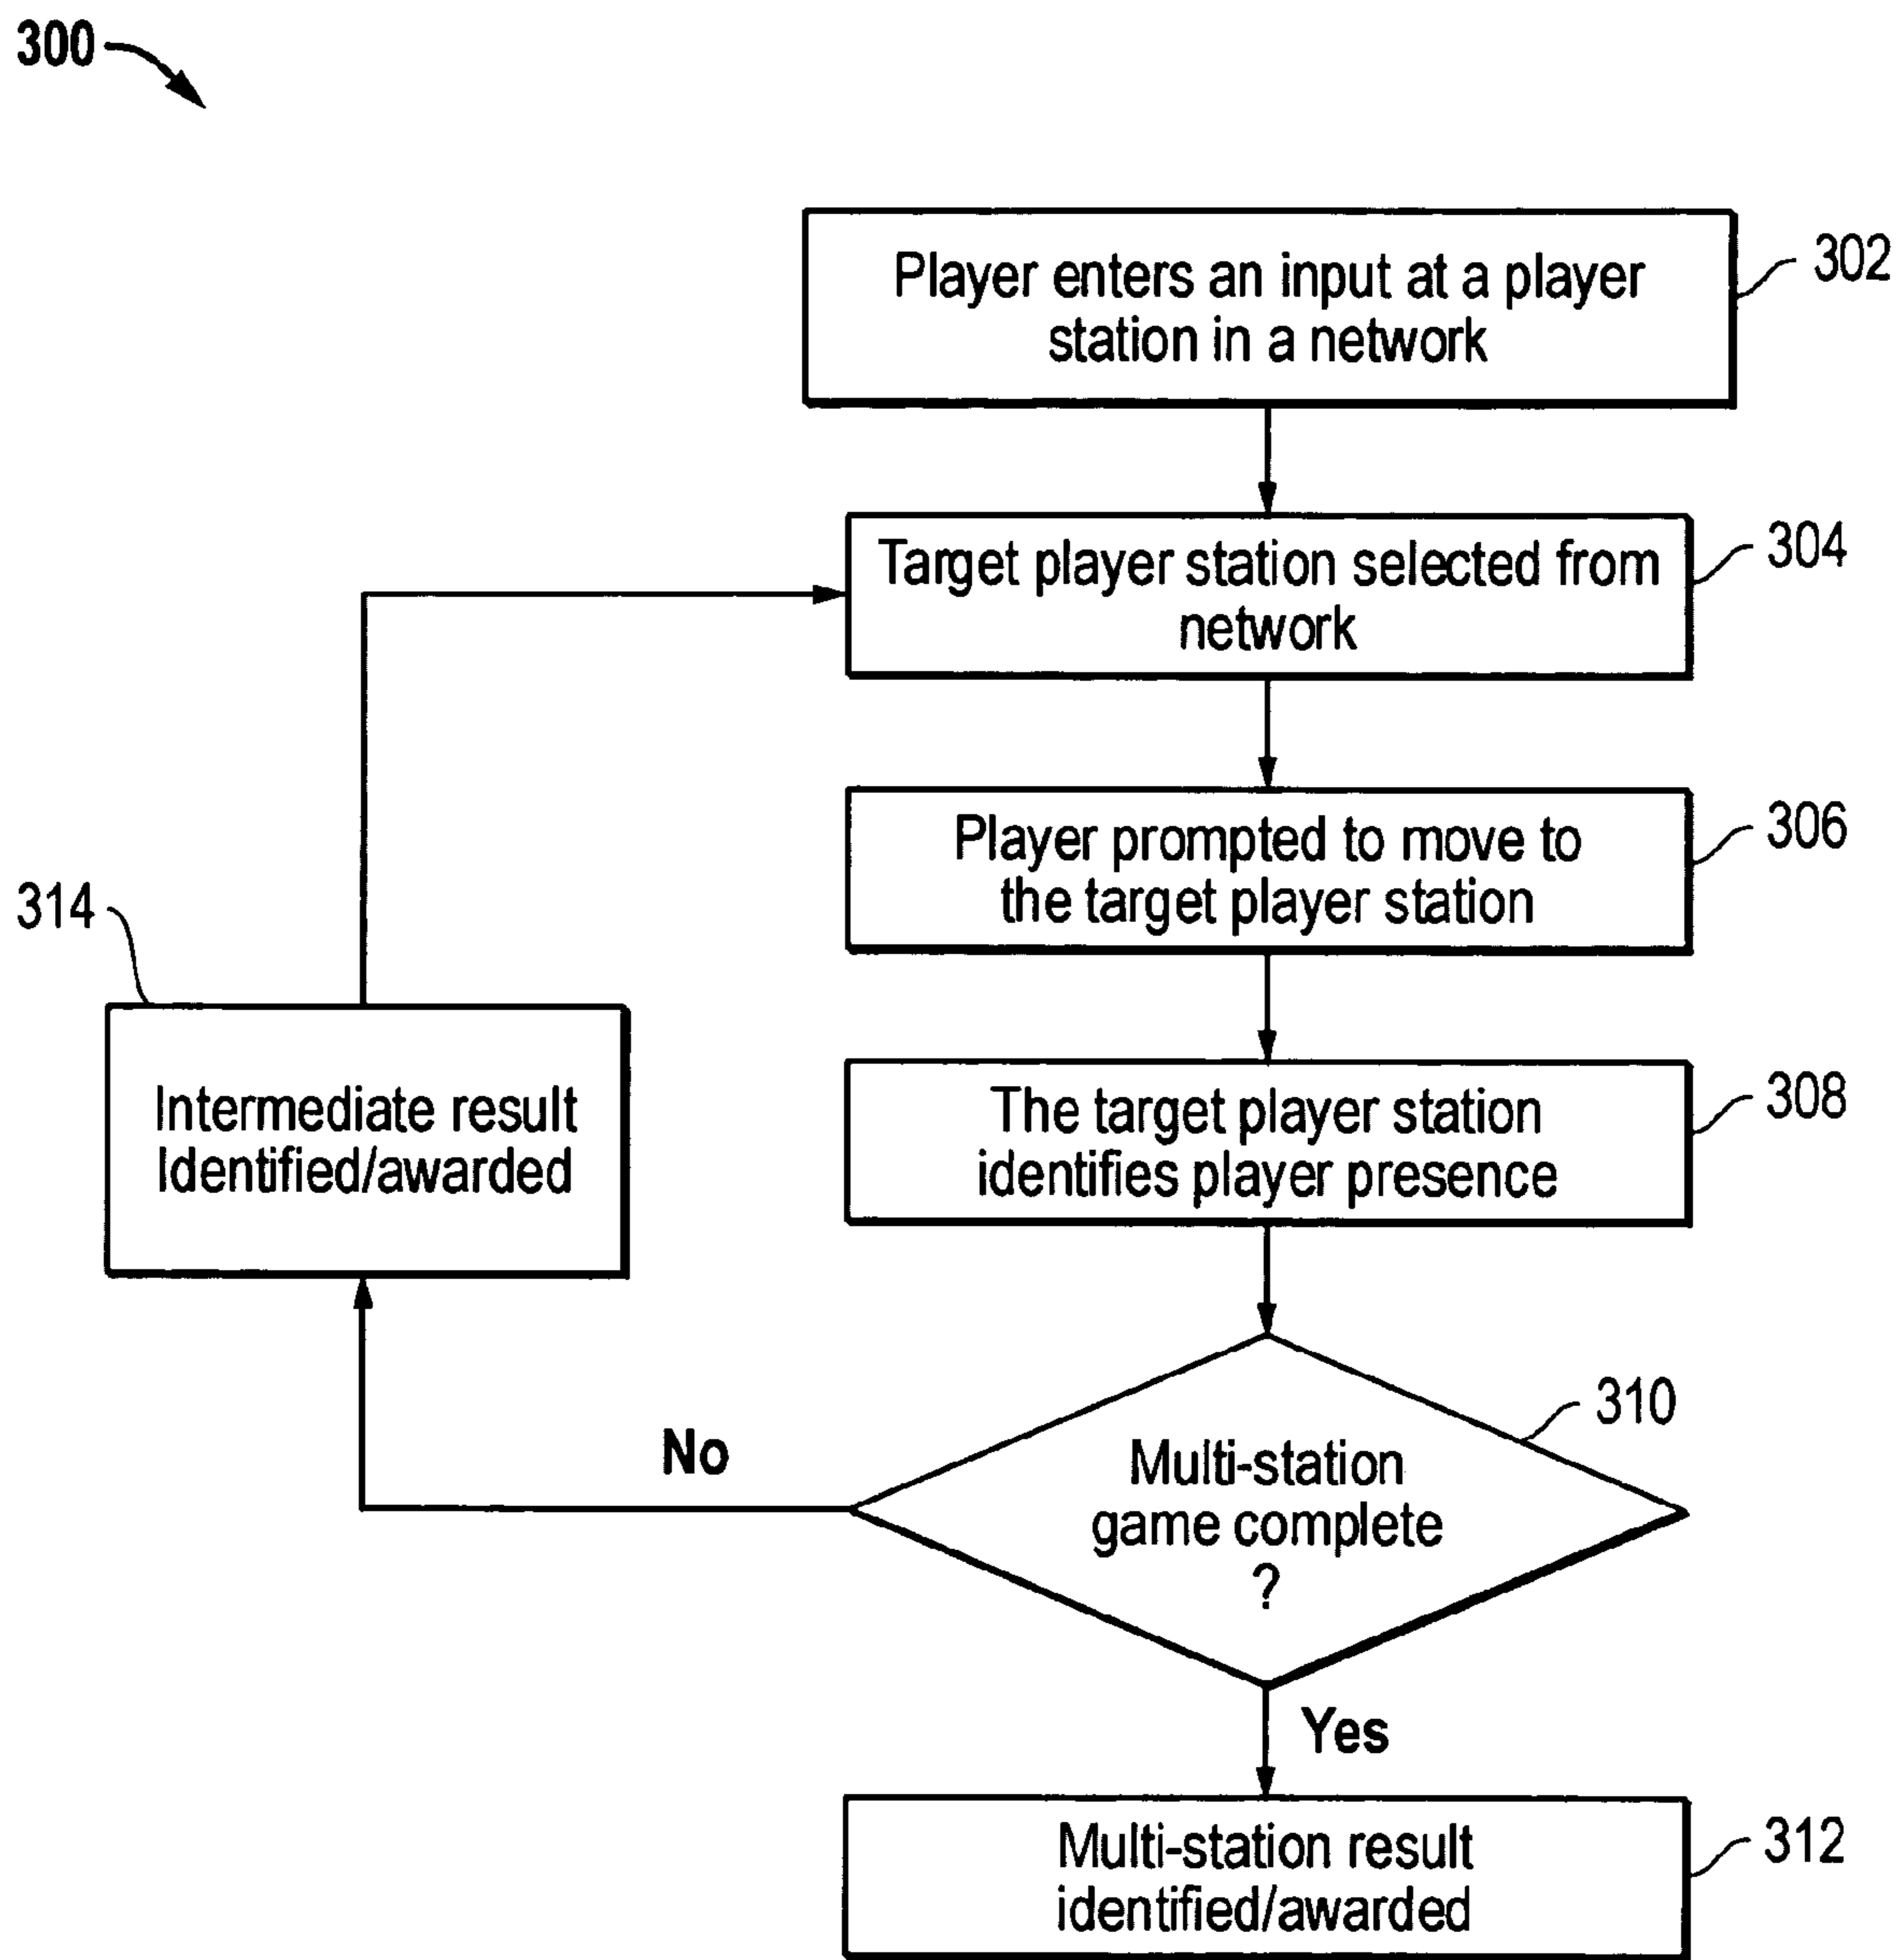 300
Player enters an input at a player
station in a network
302
Target player station selected from
network
304
Player prompted to move to
the target player station
306
314
Intermediate result
Identified/awarded
The target player station
identifies player presence
308
310
No
Multi-station
game complete
?
Yes
Multi-station result
identified/awarded
312